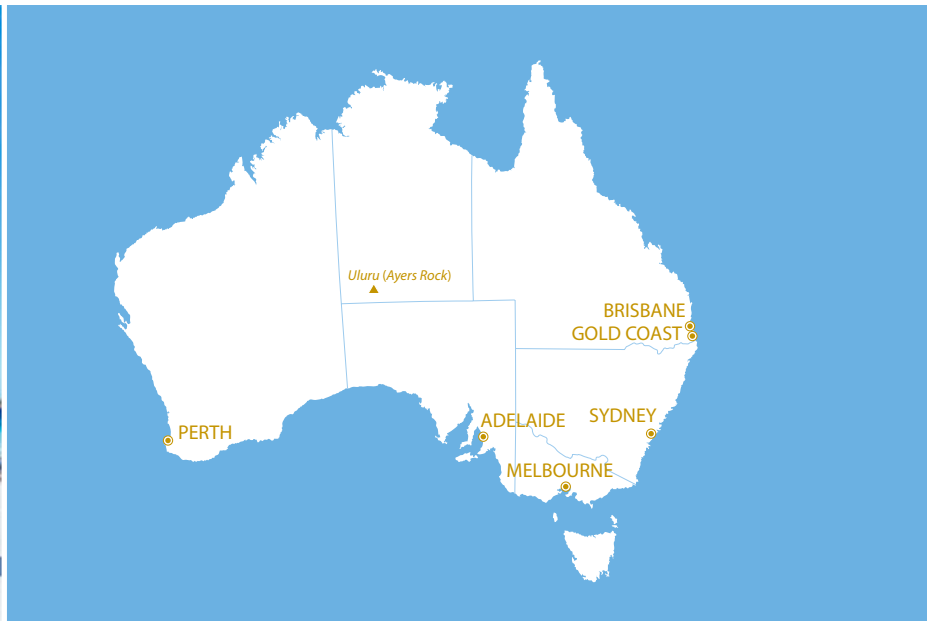 Uluru (Ayers Rock)
BRISBANE
GOLD COAST
SYDNEY
ADELAIDE
PERTH
MELBOURNE